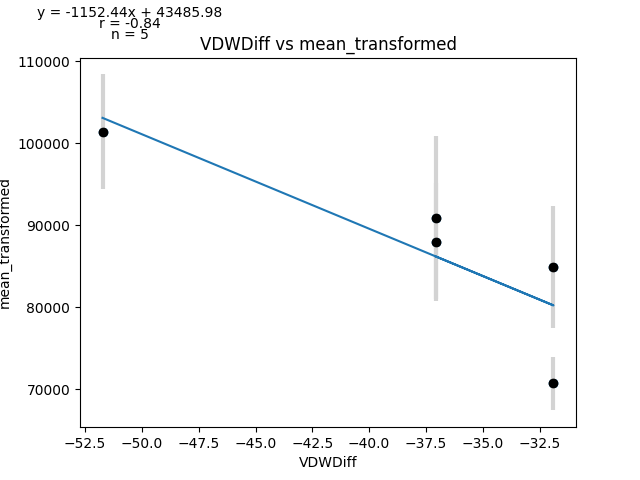 y = -1152.44x + 43485.98
r = -0.84
n = 5
VDWDiff vs mean_transformed
110000
100000
90000
80000
70000
mean_transformed
−52.5 −50.0 −47.5 −45.0 −42.5 −40.0 −37.5 −35.0 −32.5
VDWDiff